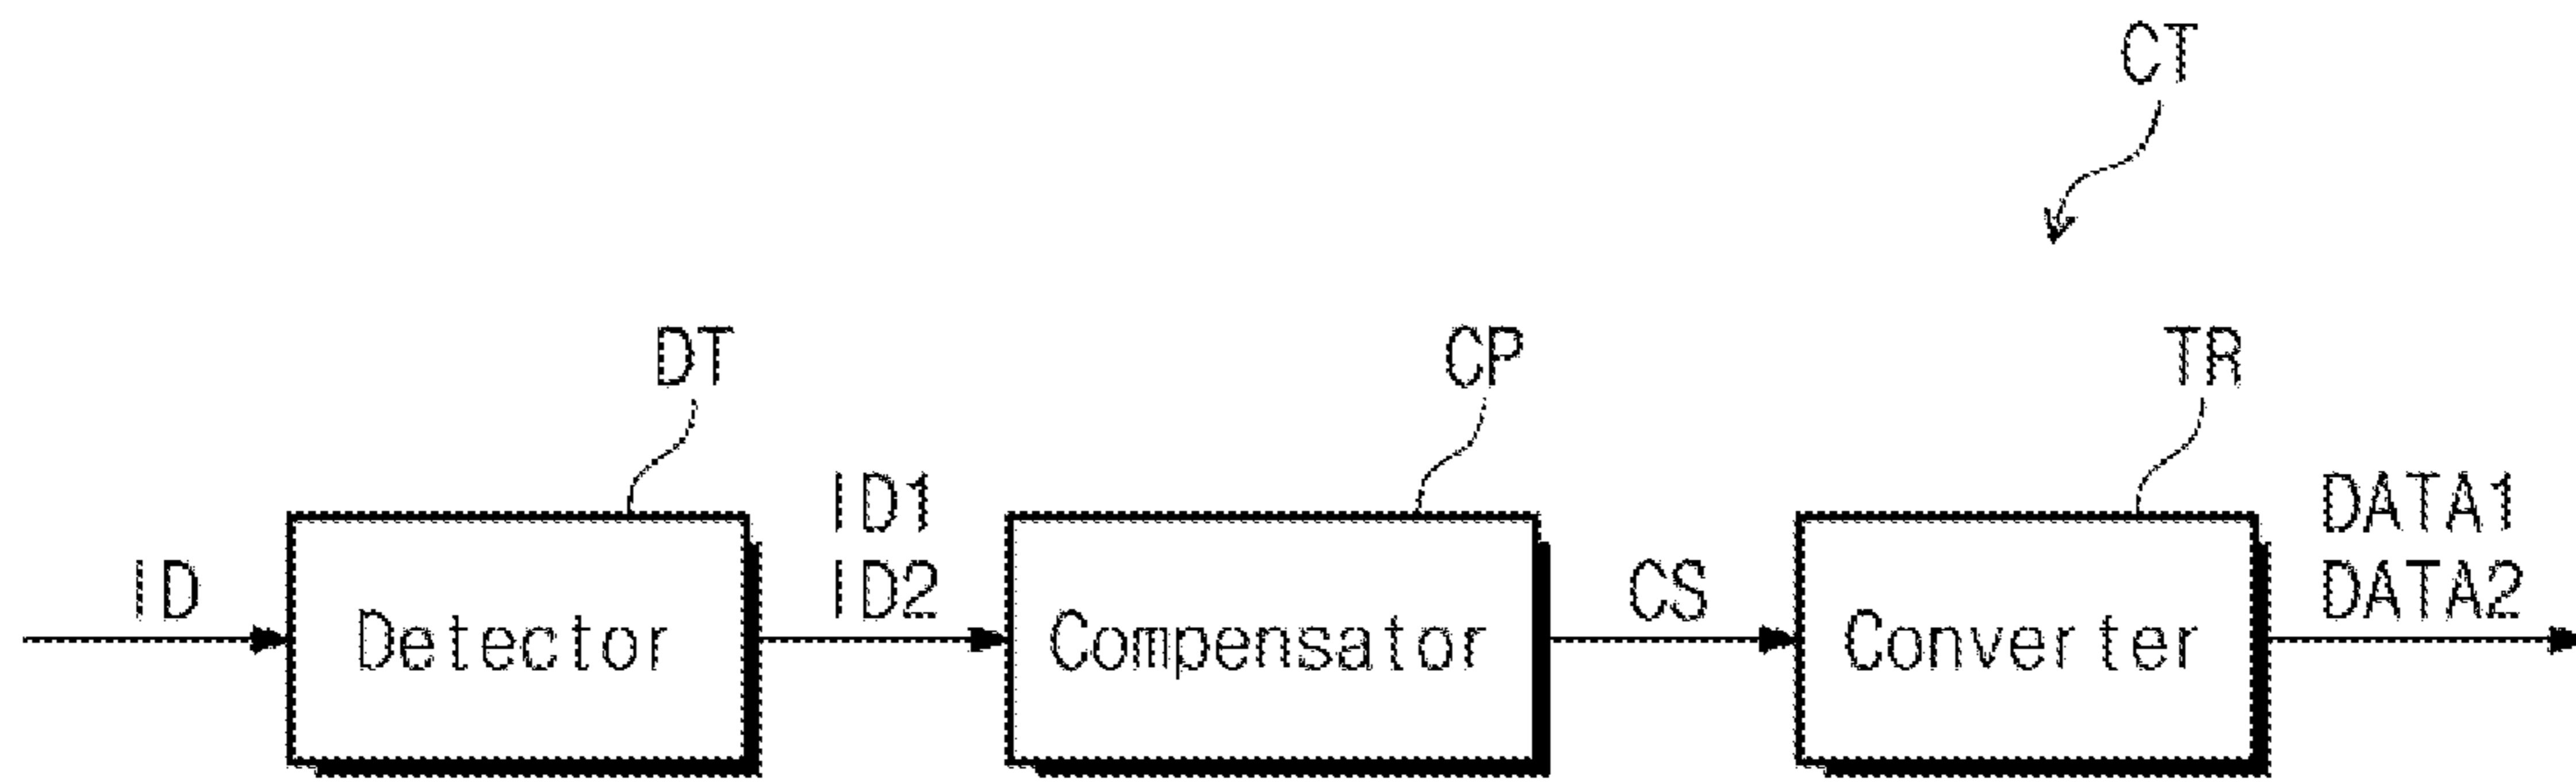 CT
DT
CP
TR
ID
ID1
ID2
CS
DATA1
DATA2
Detector
Compensator
Converter